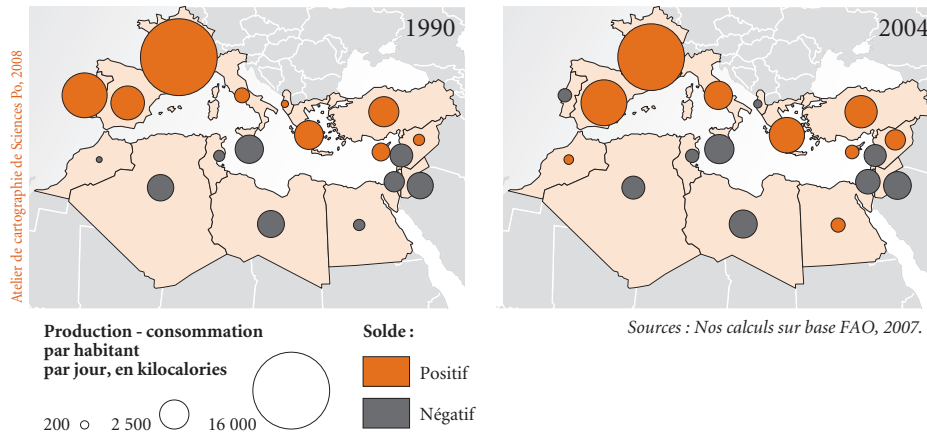 Atelier de cartographie de Sciences Po, 2008
1990
2004
Production - consommation
par habitant
par jour, en kilocalories
200
2 500
16 000
Solde :
Positif
Négatif
Sources : Nos calculs sur base FAO, 2007.